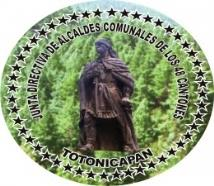 JUNTA DIRECTIVA DE ALCALDES COMUNALES DE LOS 48 CANTONES
TOTONICAPAN